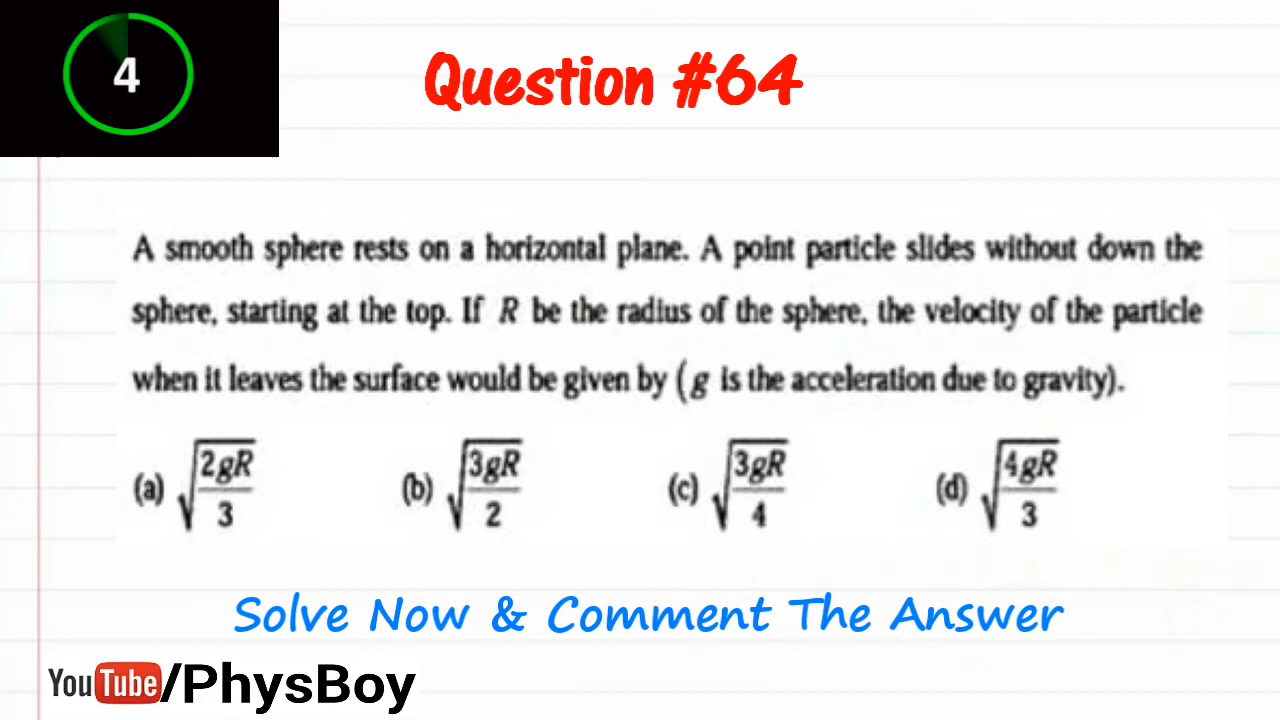 4
Question #64
A smooth sphere rests on a horizontal plane. A point particle slides without down the
sphere, starting at the top. If R be the radius of the sphere, the velocity of the particle
when it leaves the surface would be given by (g is the acceleration due to gravity).
(a) √(2gR/3) (b) √(3gR/2) (c) √(3gR/4) (d) √(4gR/3)
Solve Now & Comment The Answer
YouTube/PhysBoy